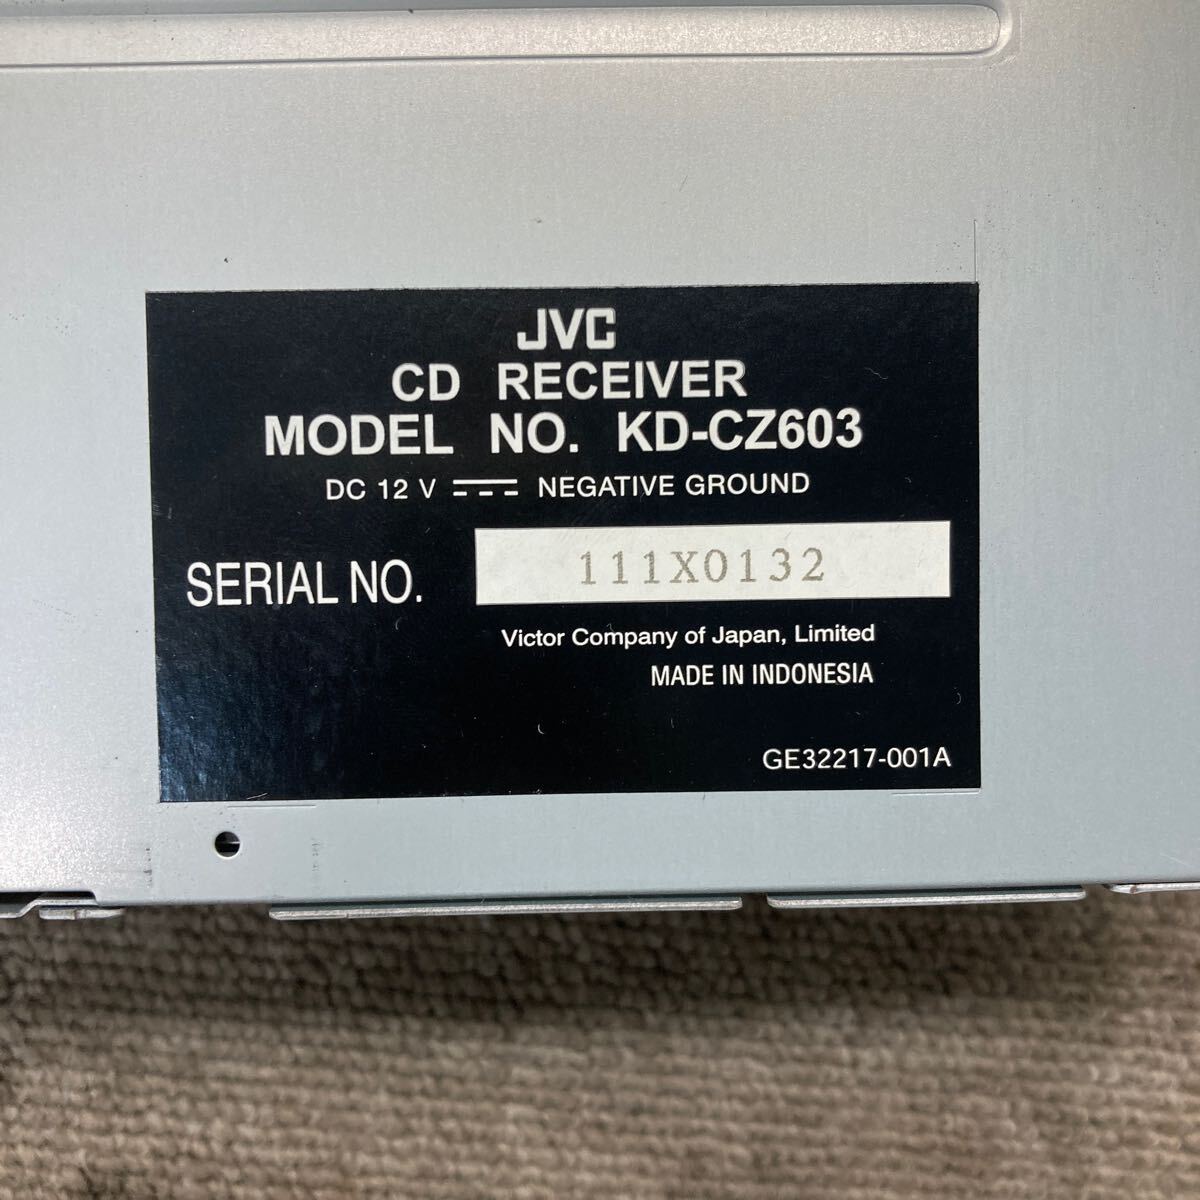 JVC
CD RECEIVER
MODEL NO. KD-CZ603
DC 12 V ⎓ NEGATIVE GROUND
SERIAL NO. 111X0132
Victor Company of Japan, Limited
MADE IN INDONESIA
GE32217-001A